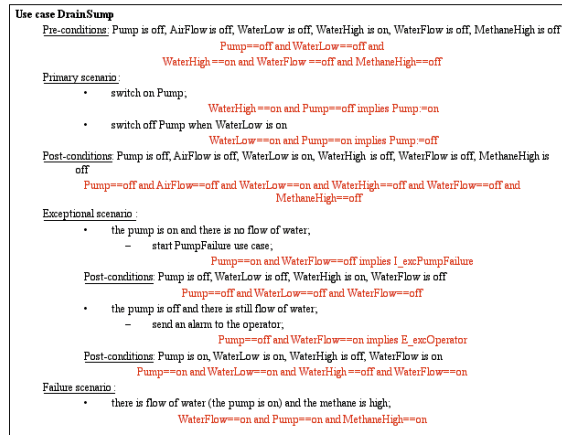 Use case DrainSump
Pre-conditions: Pump is off, AirFlow is off, WaterLow is off, WaterHigh is on, WaterFlow is off, MethaneHigh is off
Pump==off and WaterLow==off and
WaterHigh==on and WaterFlow ==off and MethaneHigh==off
Primary scenario:
• switch on Pump;
WaterHigh==on and Pump==off implies Pump:=on
• switch off Pump when WaterLow is on
WaterLow==on and Pump==on implies Pump:=off
Post-conditions: Pump is off, AirFlow is off, WaterLow is on, WaterHigh is off, WaterFlow is off, MethaneHigh is
off
Pump==off and AirFlow==off and WaterLow==on and WaterHigh==off and WaterFlow==off and
MethaneHigh==off
Exceptional scenario :
• the pump is on and there is no flow of water;
– start PumpFailure use case;
Pump==on and WaterFlow==off implies I_excPumpFailure
Post-conditions: Pump is off, WaterLow is off, WaterHigh is on, WaterFlow is off
Pump==off and WaterLow==off and WaterFlow==off
• the pump is off and there is still flow of water;
– send an alarm to the operator;
Pump==off and WaterFlow==on implies E_excOperator
Post-conditions: Pump is on, WaterLow is on, WaterHigh is off, WaterFlow is on
Pump==on and WaterLow==on and WaterHigh==off and WaterFlow==on
Failure scenario :
• there is flow of water (the pump is on) and the methane is high;
WaterFlow==on and Pump==on and MethaneHigh==on